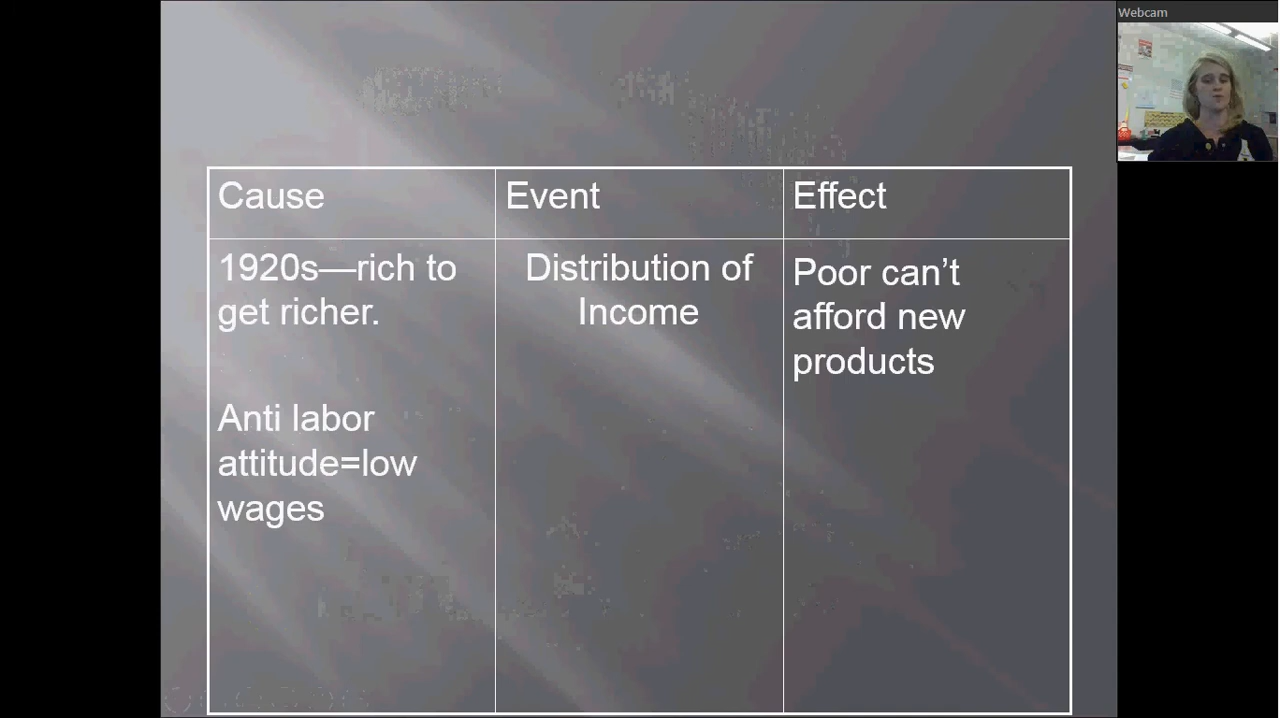 Webcam
Cause
Event
Effect
1920s—rich to
get richer.
Anti labor
attitude=low
wages
Distribution of
Income
Poor can’t
afford new
products